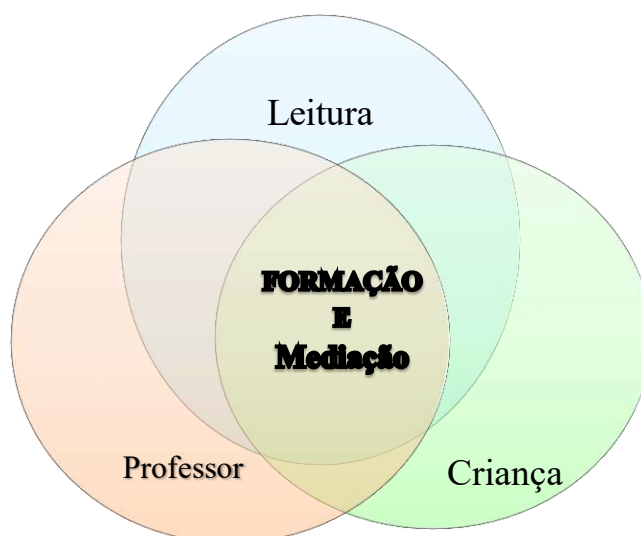 Leitura
FORMAÇÃO
E
Mediação
Professor
Criança